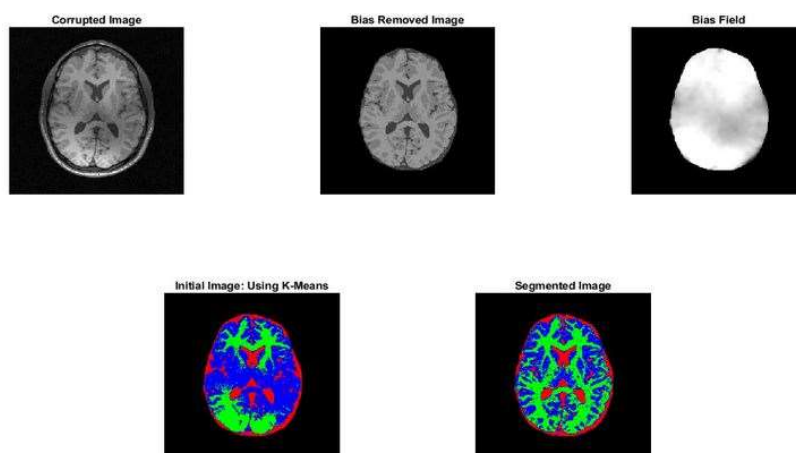 Corrupted Image
Bias Removed Image
Bias Field
Initial Image: Using K-Means
Segmented Image